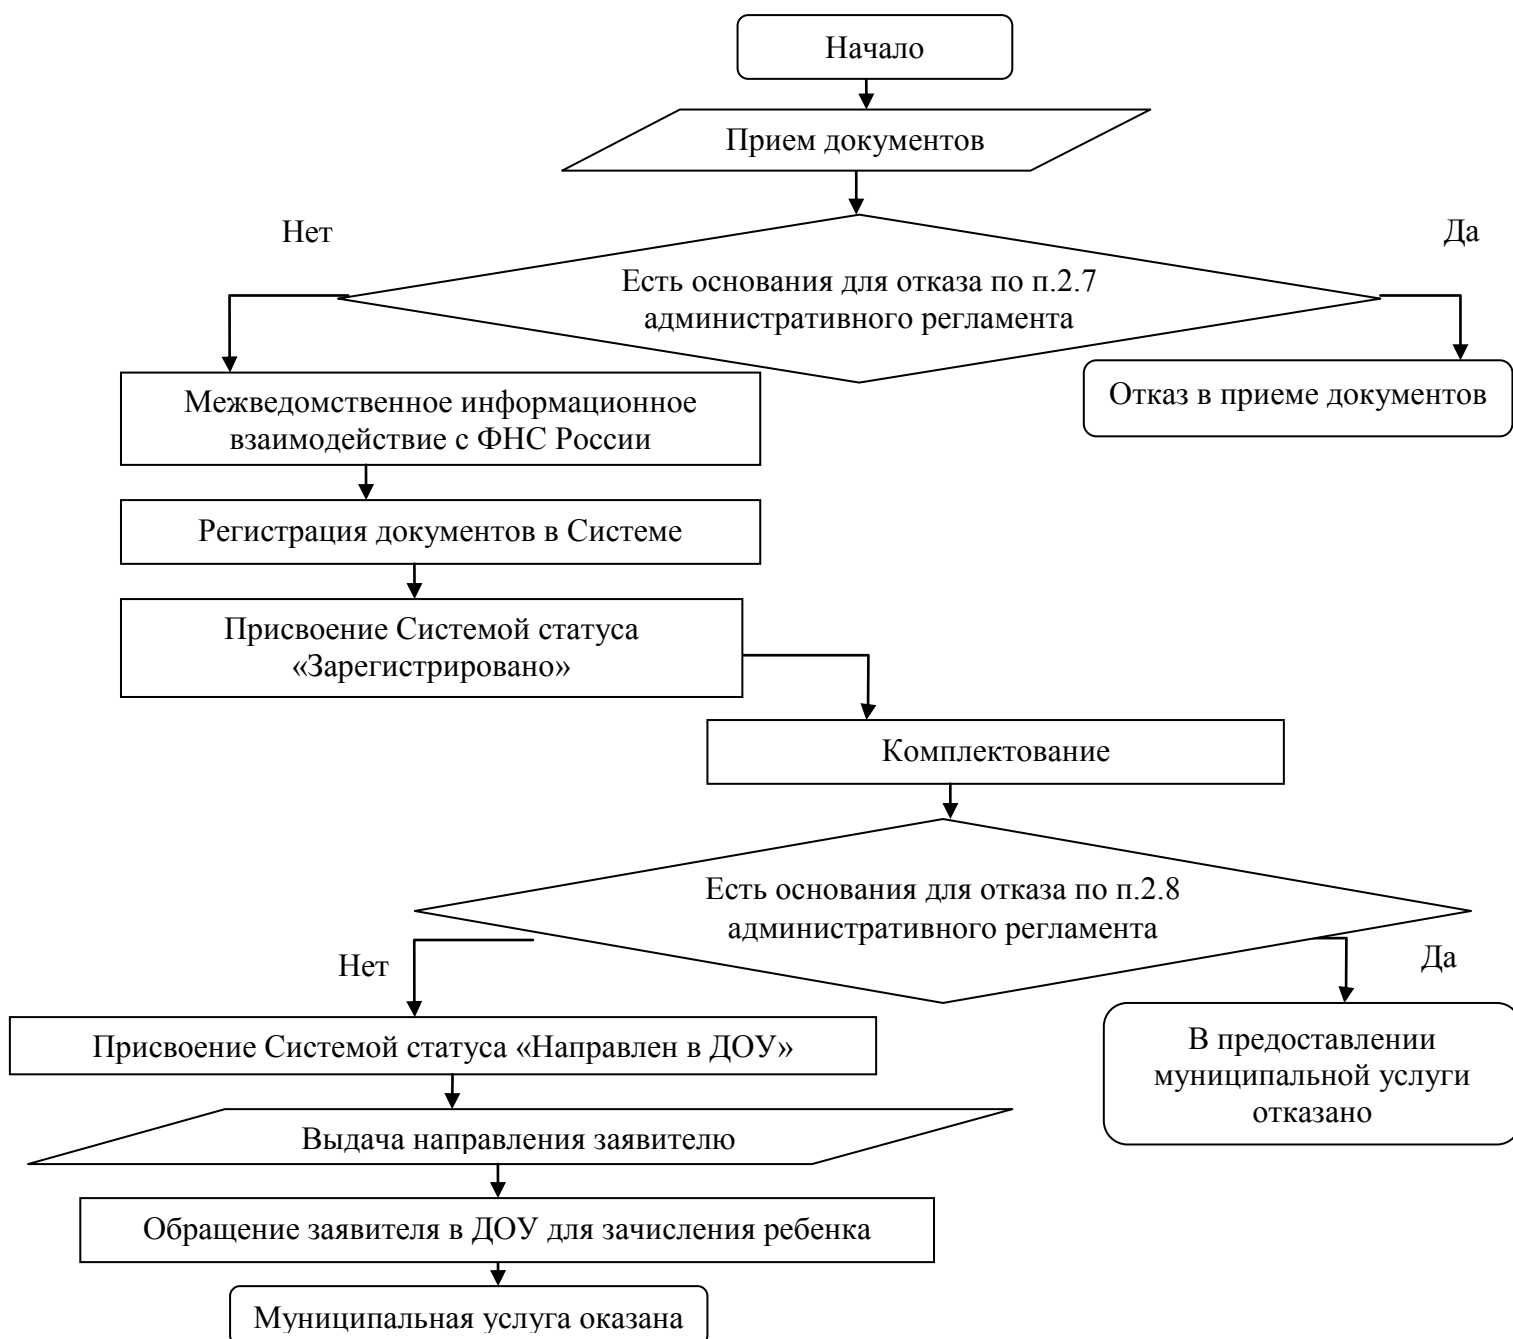 Начало
Прием документов
Нет
Да
Есть основания для отказа по п.2.7
административного регламента
Отказ в приеме документов
Межведомственное информационное
взаимодействие с ФНС России
Регистрация документов в Системе
Присвоение Системой статуса
«Зарегистрировано»
Комплектование
Есть основания для отказа по п.2.8
административного регламента
Нет
Да
Присвоение Системой статуса «Направлен в ДОУ»
В предоставлении
муниципальной услуги
отказано
Выдача направления заявителю
Обращение заявителя в ДОУ для зачисления ребенка
Муниципальная услуга оказана